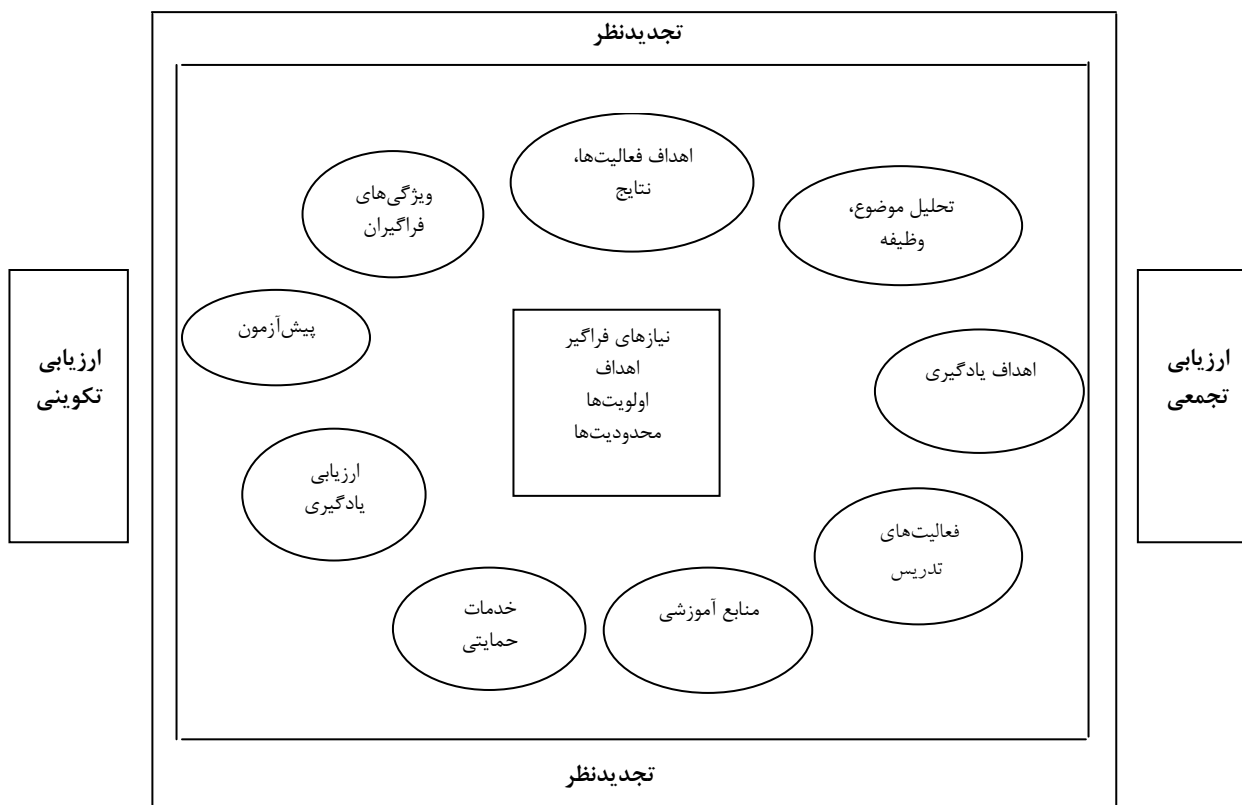 تجدیدنظر
اهداف فعالیت‌ها،
نتایج
تحلیل موضوع،
وظیفه
ویژگی‌های
فراگیران
پیش‌آزمون
نیازهای فراگیر
اهداف
اولویت‌ها
محدودیت‌ها
اهداف یادگیری
ارزیابی
تجمعی
ارزیابی
تکوینی
ارزیابی
یادگیری
فعالیت‌های
تدریس
منابع آموزشی
خدمات
حمایتی
تجدیدنظر